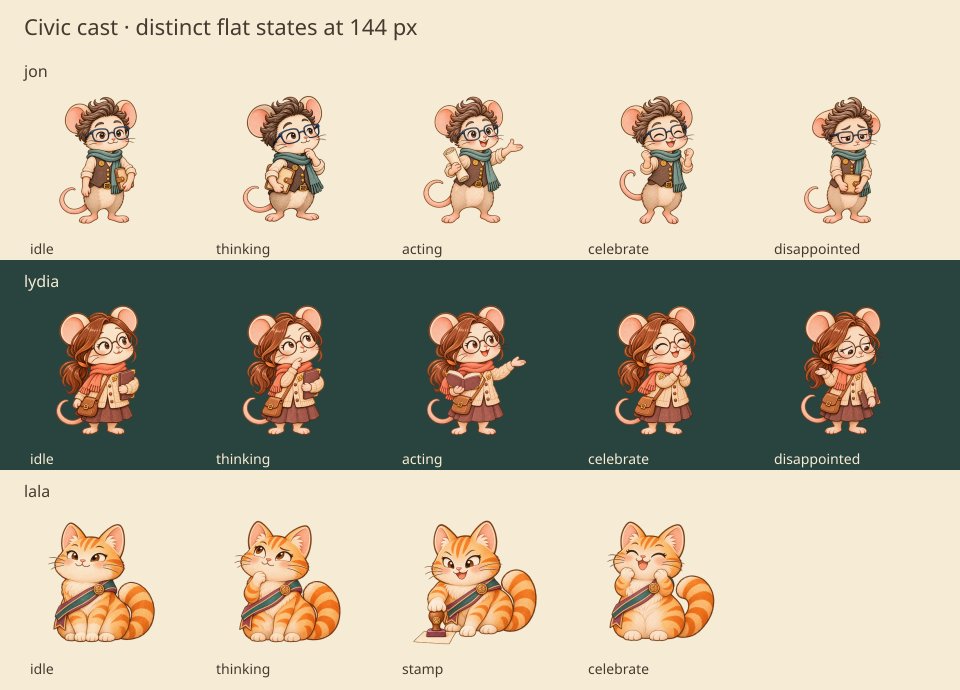 Civic cast · distinct flat states at 144 px
jon
idle thinking acting celebrate disappointed
lydia
idle thinking acting celebrate disappointed
lala
idle thinking stamp celebrate